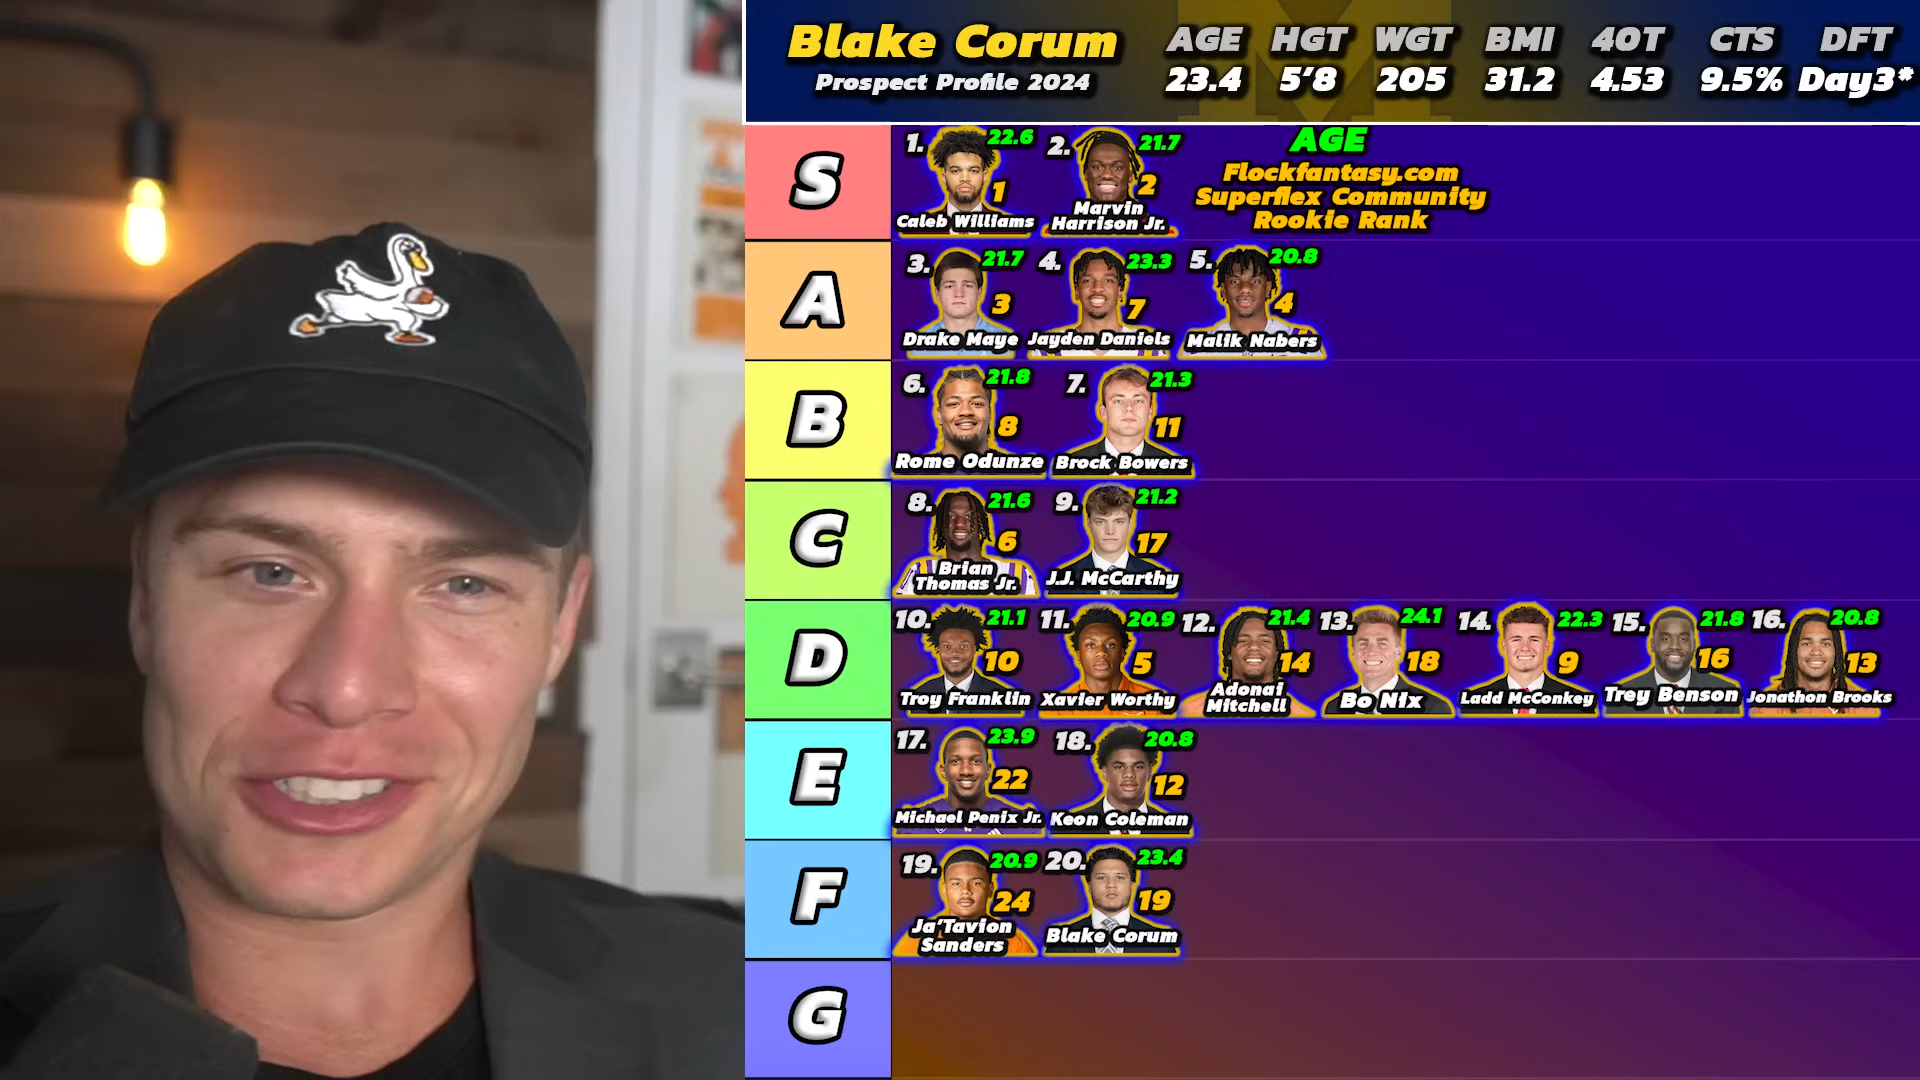 Blake Corum
Prospect Profile 2024
AGE HGT WGT BMI 40T CTS DFT
23.4 5'8 205 31.2 4.53 9.5% Day3*
S
1. 22.6 1
Caleb Williams
2. 21.7 2
Marvin
Harrison Jr.
AGE
Flockfantasy.com
Superflex Community
Rookie Rank
A
3. 21.7 3
Drake Maye
4. 23.3 7
Jayden Daniels
5. 20.8 4
Malik Nabers
B
6. 21.8 8
Rome Odunze
7. 21.3 11
Brock Bowers
C
8. 21.6 6
Brian
Thomas Jr.
9. 21.2 17
J.J. McCarthy
D
10. 21.1 10
Troy Franklin
11. 20.9 5
Xavier Worthy
12. 21.4 14
Adonai
Mitchell
13. 24.1 18
Bo Nix
14. 22.3 9
Ladd McConkey
15. 21.8 16
Trey Benson
16. 20.8 13
Jonathon Brooks
E
17. 23.9 22
Michael Penix Jr.
18. 20.8 12
Keon Coleman
F
19. 20.9 24
Ja'Tavion
Sanders
20. 23.4 19
Blake Corum
G